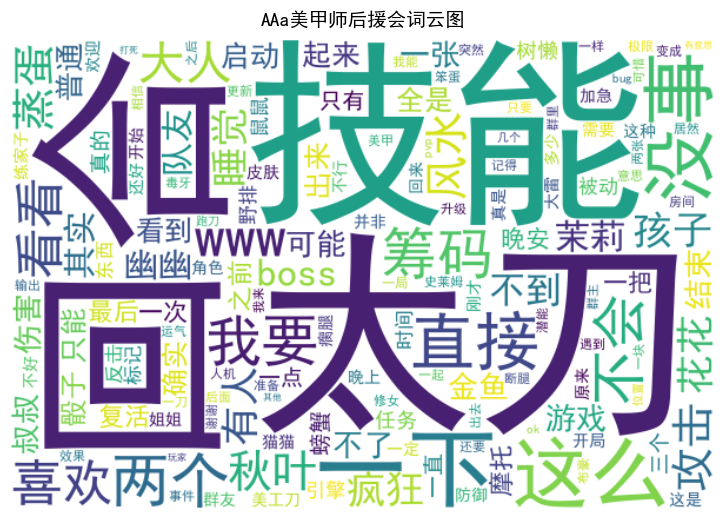 AAa美甲师后援会词云图
蒸蛋
普通
欢迎
打死
之后
大人
启动
起来
一张
我能
笨蛋
突然
树懒
一样
极限
变成
有意思
可惜
练家子
真的
还好
开始
相信
队友
更新
睡觉
鼠鼠
只有
全是
风水
加急
bug
群里
只要
需要
这种
居然
没事
合
技能
美甲
几个
多少
两张
看看
其实
东西
看到
野排
皮肤
出来
不行
回来
pvp
记得
真是
大雷
被动
意思
升级
房间
www
可能
并非
筹码
晚安
茉莉
孩子
幽幽
角色
跑刀
之前
boss
一局
史莱姆
刚才
不到
群主
潜能
一把
结束
伤害
只能
最后
一次
我来
我要
瘸腿
时间
直接
遇到
不会
花花
回
太刀
不好
骰子
反击
标记
确实
人机
一点
准备
其他
晚上
一起
金鱼
断腿
原来
位置
一块
叔叔
复活
姐姐
谢谢
有人
猫猫
螃蟹
修女
任务
出去
ok
游戏
布豪
攻击
效果
玩家
不了
一定
一直
还要
开局
三个
喜欢
两个
秋叶
一下
这么
摩托
事件
群友
美工刀
引擎
疯狂
防御
这是